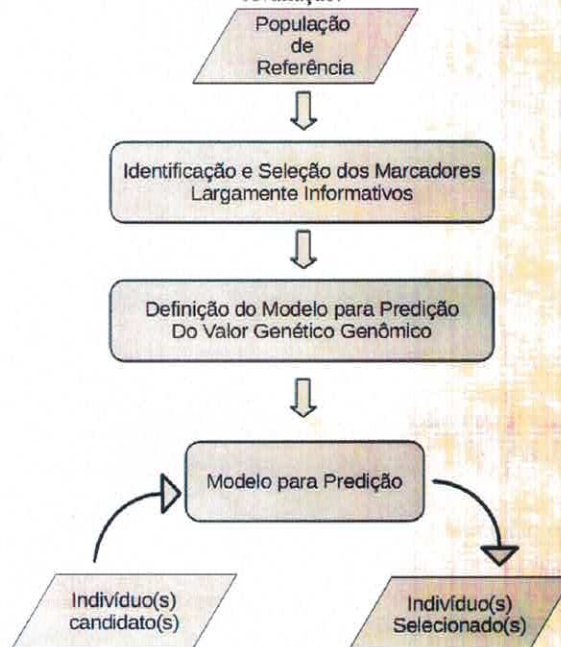 População
de
Referência
Identificação e Seleção dos Marcadores
Largamente Informativos
Definição do Modelo para Predição
Do Valor Genético Genômico
Modelo para Predição
Indivíduo(s)
candidato(s)
Indivíduo(s)
Selecionado(s)